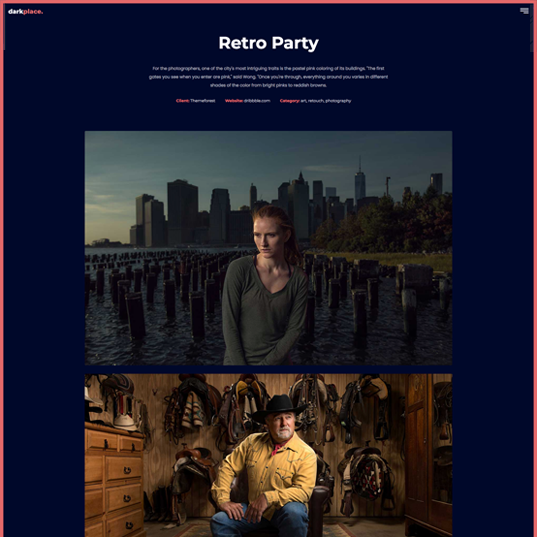 darkplace.
Retro Party
For the photographers, one of the city's most intriguing traits is the pastel pink coloring of its buildings. "The first
gates you see when you enter are pink," said Wong. "Once you're through, everything around you varies in different
shades of the color from bright pinks to reddish browns.
Client: Themeforest Website: dribbble.com Category: art, retouch, photography